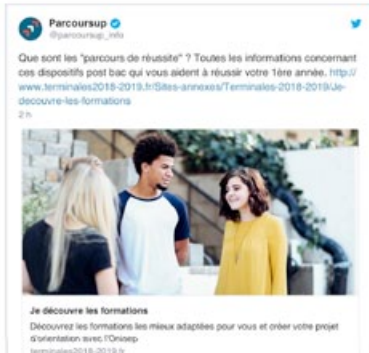 Parcoursup
@parcoursup_info
Que sont les "parcours de réussite" ? Toutes les informations concernant
ces dispositifs post bac qui vous aident à réussir votre 1ère année. http://
www.terminales2018-2019.fr/Sites-annexes/Terminales-2018-2019/Je-
decouvre-les-formations
2 h
Je découvre les formations
Découvrez les formations les mieux adaptées pour vous et créer votre projet
d'orientation avec l'Onisep
terminales2018-2019.fr